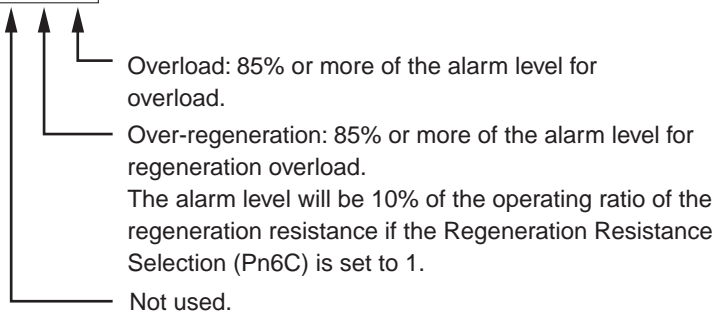 Overload: 85% or more of the alarm level for
overload.
Over-regeneration: 85% or more of the alarm level for
regeneration overload.
The alarm level will be 10% of the operating ratio of the
regeneration resistance if the Regeneration Resistance
Selection (Pn6C) is set to 1.
Not used.